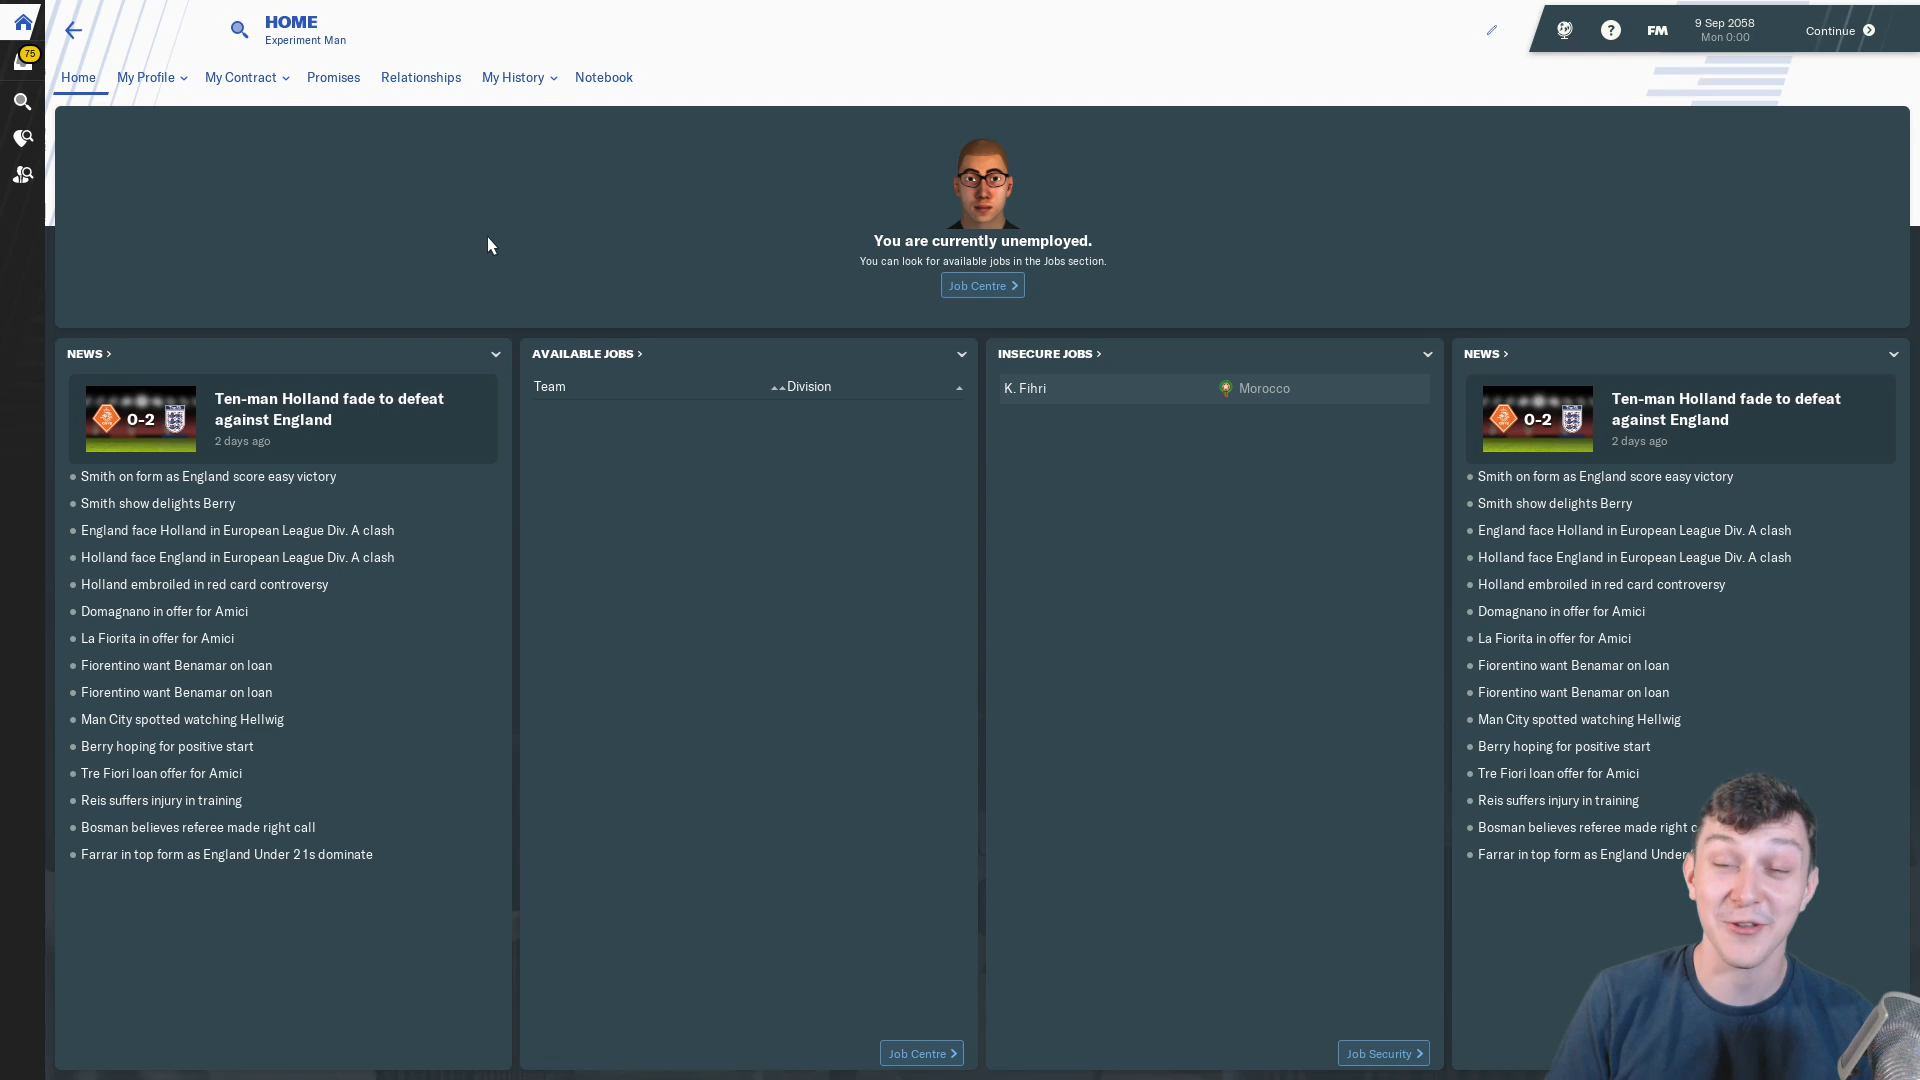 75
HOME
Experiment Man
FM
9 Sep 2058
Mon 0:00
Continue
Home
My Profile
My Contract
Promises
Relationships
My History
Notebook
You are currently unemployed.
You can look for available jobs in the Jobs section.
Job Centre
NEWS >
0-2
Ten-man Holland fade to defeat
against England
2 days ago
Smith on form as England score easy victory
Smith show delights Berry
England face Holland in European League Div. A clash
Holland face England in European League Div. A clash
Holland embroiled in red card controversy
Domagnano in offer for Amici
La Fiorita in offer for Amici
Fiorentino want Benamar on loan
Fiorentino want Benamar on loan
Man City spotted watching Hellwig
Berry hoping for positive start
Tre Fiori loan offer for Amici
Reis suffers injury in training
Bosman believes referee made right call
Farrar in top form as England Under 21s dominate
AVAILABLE JOBS >
Team
Division
Job Centre
INSECURE JOBS >
K. Fihri
Morocco
Job Security
NEWS >
0-2
Ten-man Holland fade to defeat
against England
2 days ago
Smith on form as England score easy victory
Smith show delights Berry
England face Holland in European League Div. A clash
Holland face England in European League Div. A clash
Holland embroiled in red card controversy
Domagnano in offer for Amici
La Fiorita in offer for Amici
Fiorentino want Benamar on loan
Fiorentino want Benamar on loan
Man City spotted watching Hellwig
Berry hoping for positive start
Tre Fiori loan offer for Amici
Reis suffers injury in training
Bosman believes referee made right
Farrar in top form as England Under